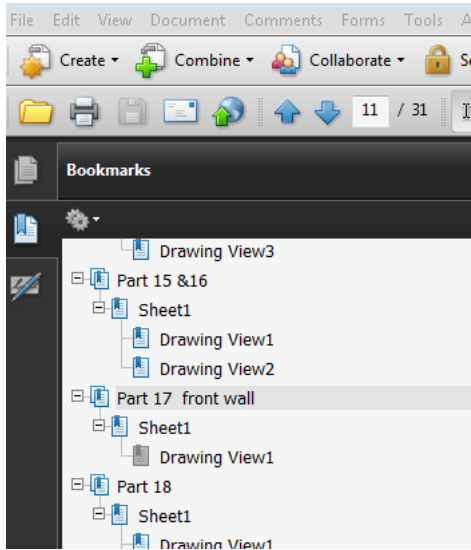 File Edit View Document Comments Forms Tools
Create Combine Collaborate
11 / 31
Bookmarks
Drawing View3
Part 15 &16
Sheet1
Drawing View1
Drawing View2
Part 17 front wall
Sheet1
Drawing View1
Part 18
Sheet1
Drawing View1